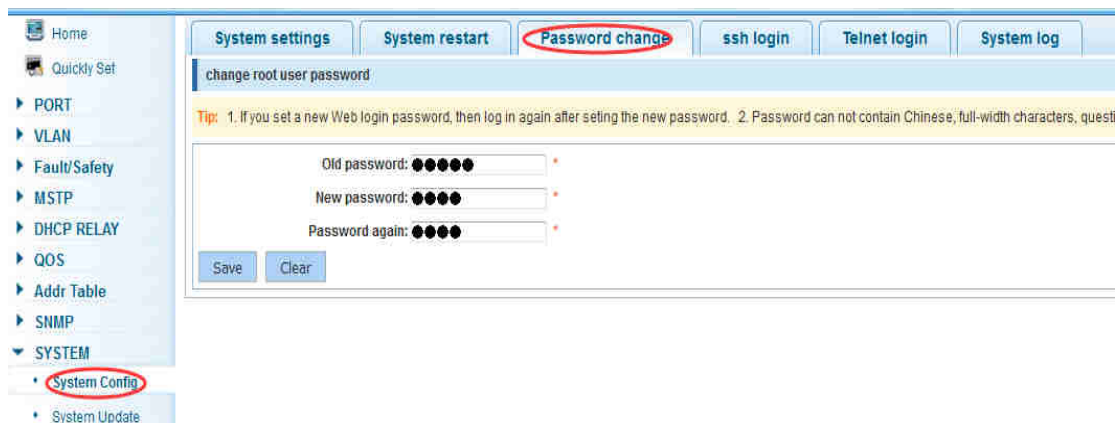 Home
Quickly Set
PORT
VLAN
Fault/Safety
MSTP
DHCP RELAY
QOS
Addr Table
SNMP
SYSTEM
System Config
System Update
System settings
System restart
Password change
ssh login
Telnet login
System log
change root user password
Tip: 1. If you set a new Web login password, then log in again after seting the new password. 2. Password can not contain Chinese, full-width characters, questi
Old password: ●●●●● *
New password: ●●●● *
Password again: ●●●● *
Save
Clear